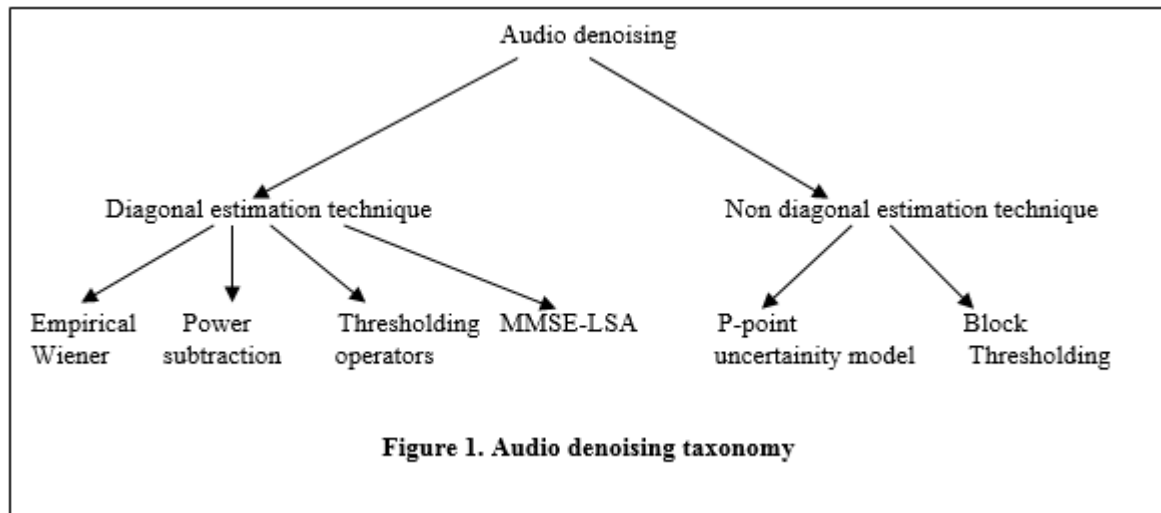 Audio denoising
Diagonal estimation technique
Non diagonal estimation technique
Empirical
Wiener
Power
subtraction
Thresholding
operators
MMSE-LSA
P-point
uncertainity model
Block
Thresholding
Figure 1. Audio denoising taxonomy